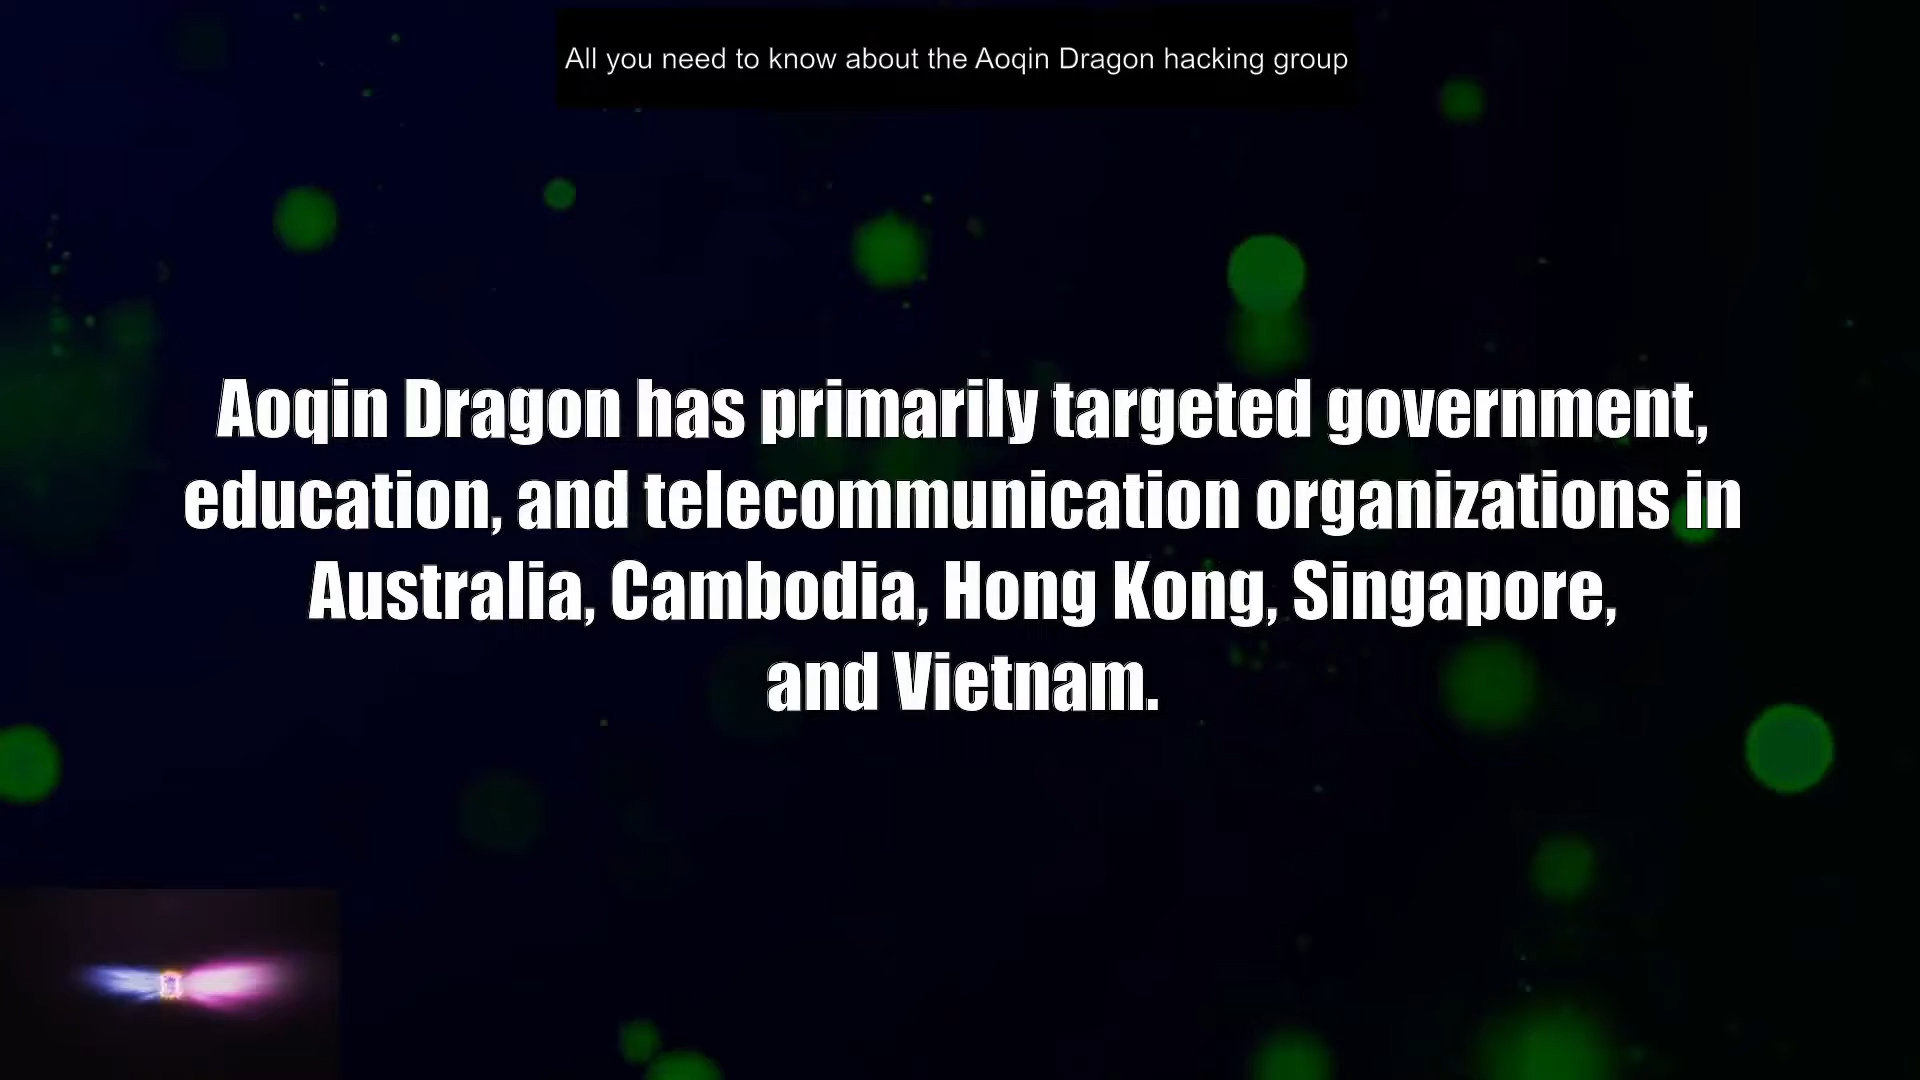 All you need to know about the Aoqin Dragon hacking group
Aoqin Dragon has primarily targeted government,
education, and telecommunication organizations in
Australia, Cambodia, Hong Kong, Singapore,
and Vietnam.